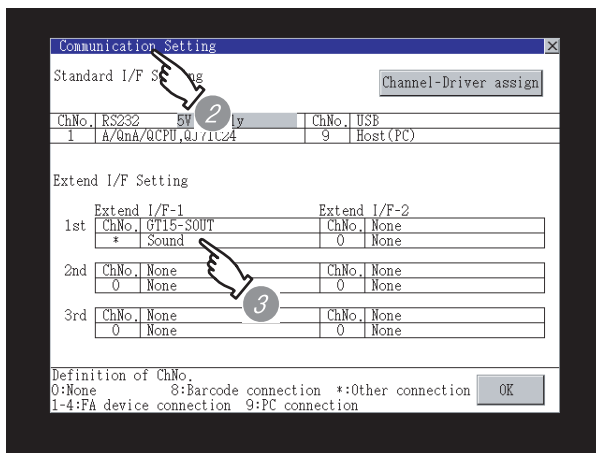 Communication Setting
Standard I/F Setting
Channel-Driver assign
ChNo. RS232 5V ly ChNo. USB
1 A/QnA/QCPU,QJ71C24 9 Host(PC)
2
Extend I/F Setting
Extend I/F-1 Extend I/F-2
1st ChNo. GT15-SOUT ChNo. None
* Sound 0 None
2nd ChNo. None ChNo. None
0 None 0 None
3
3rd ChNo. None ChNo. None
0 None 0 None
Definition of ChNo.
0:None 8:Barcode connection *:Other connection OK
1-4:FA device connection 9:PC connection